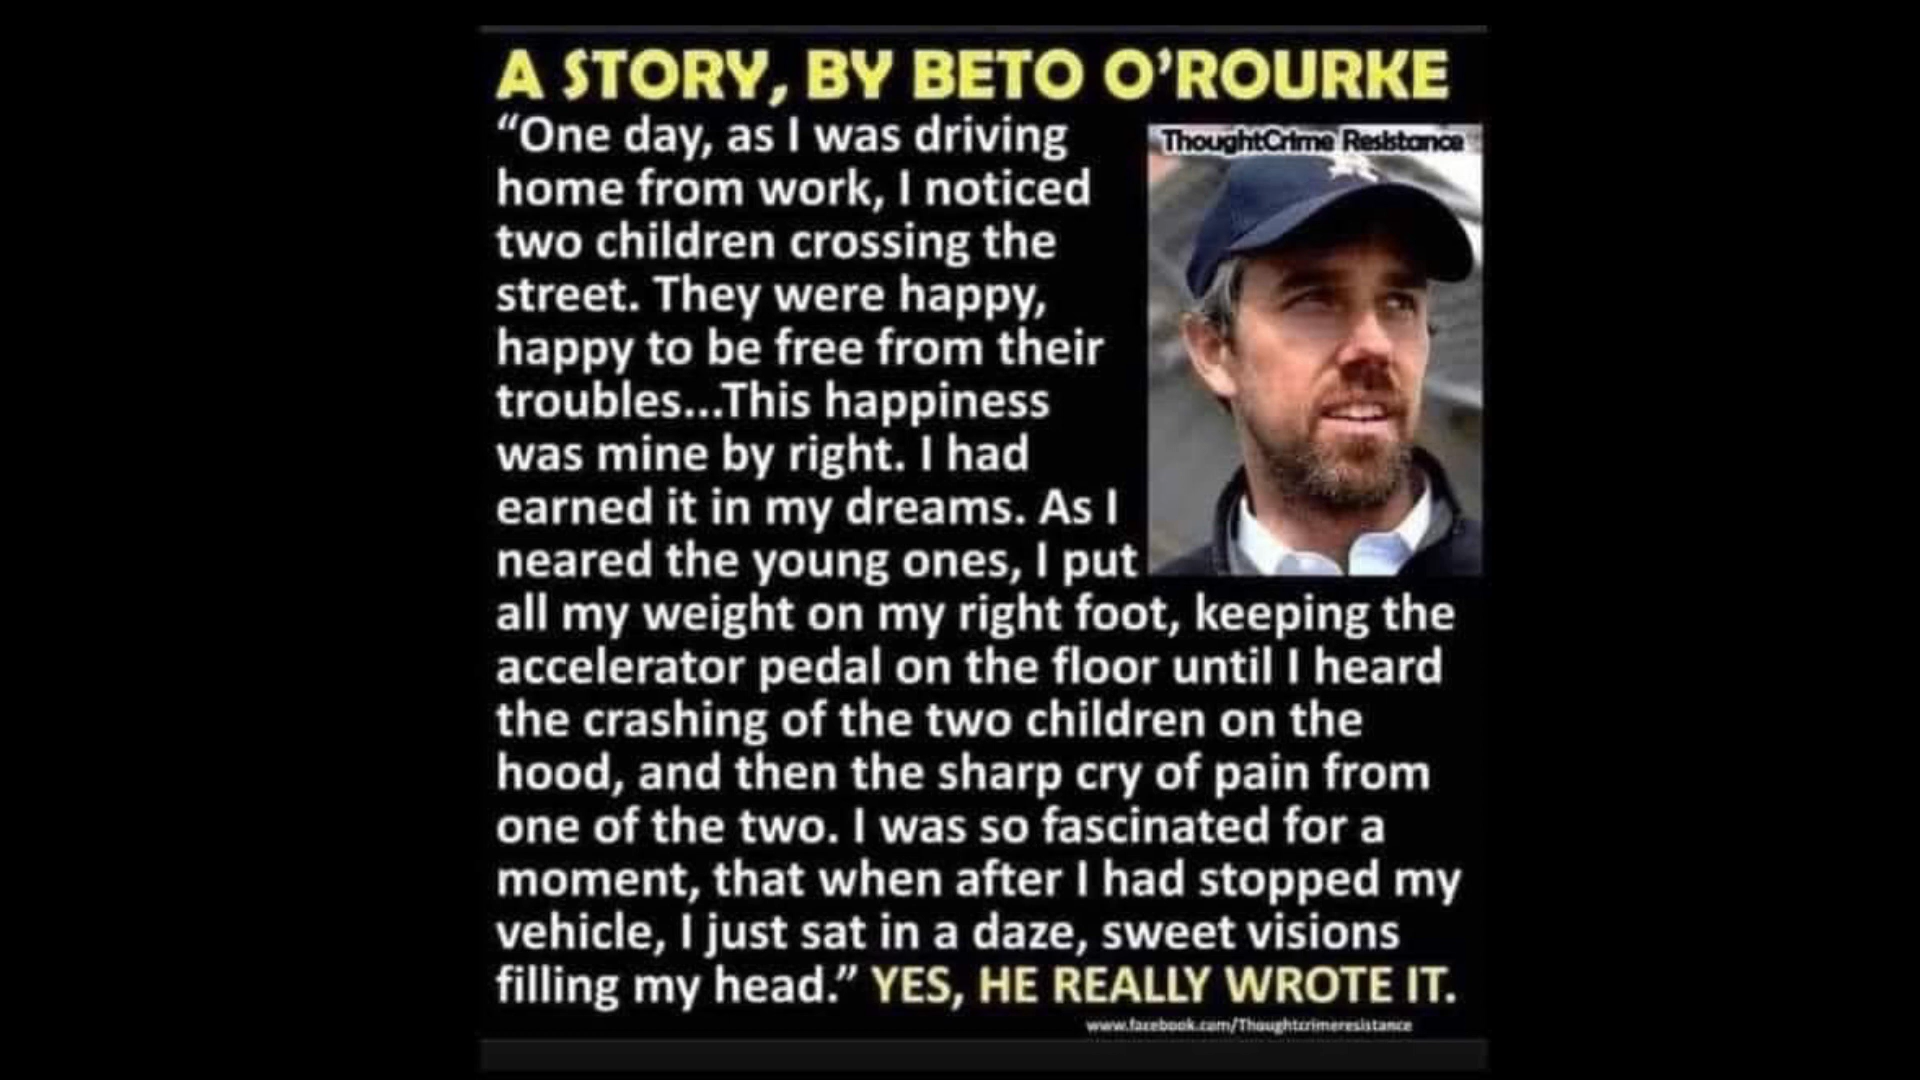 A STORY, BY BETO O'ROURKE
"One day, as I was driving
home from work, I noticed
two children crossing the
street. They were happy,
happy to be free from their
troubles...This happiness
was mine by right. I had
earned it in my dreams. As I
neared the young ones, I put
all my weight on my right foot, keeping the
accelerator pedal on the floor until I heard
the crashing of the two children on the
hood, and then the sharp cry of pain from
one of the two. I was so fascinated for a
moment, that when after I had stopped my
vehicle, I just sat in a daze, sweet visions
filling my head." YES, HE REALLY WROTE IT.
ThoughtCrime Resistance
www.facebook.com/Thoughtcrimeresistance